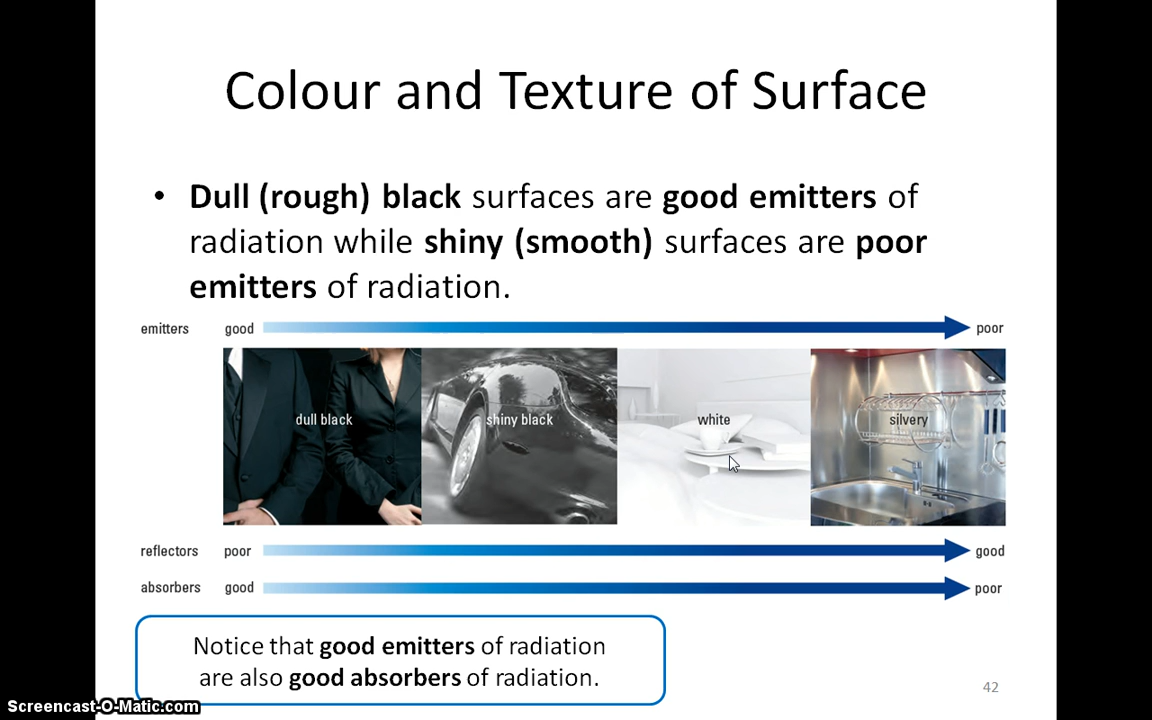 Colour and Texture of Surface
• Dull (rough) black surfaces are good emitters of
radiation while shiny (smooth) surfaces are poor
emitters of radiation.
emitters good poor
dull black shiny black white silvery
reflectors poor good
absorbers good poor
Notice that good emitters of radiation
are also good absorbers of radiation.
42
Screencast-O-Matic.com